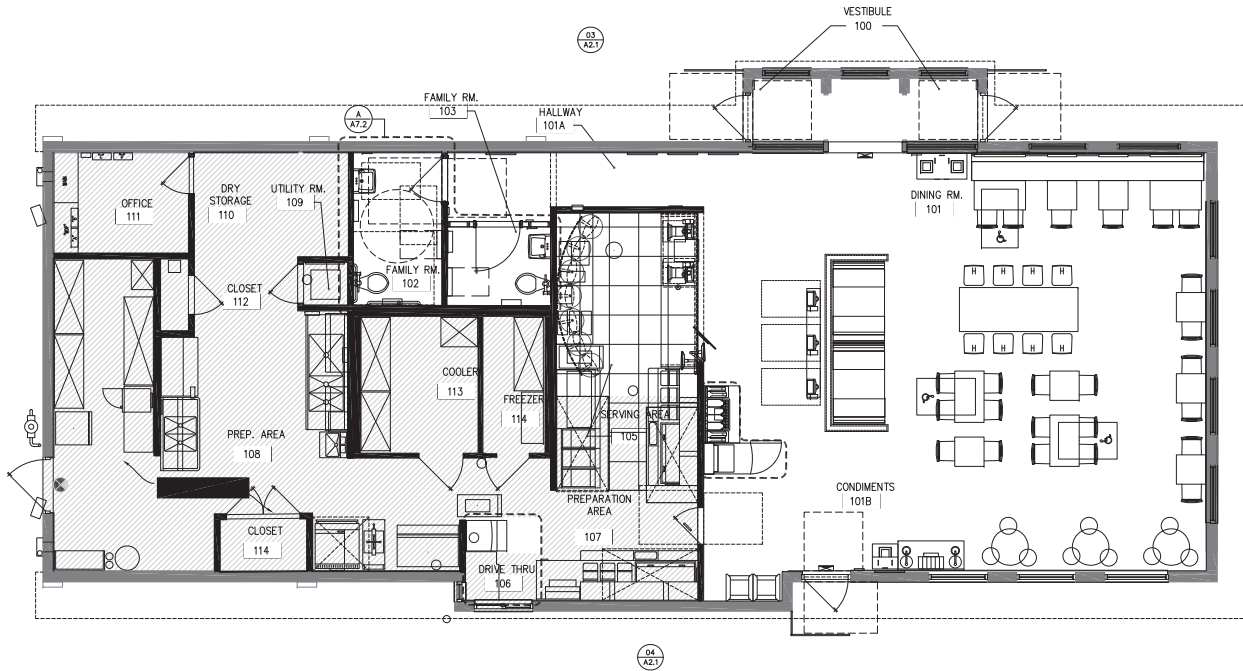 VESTIBULE
100
03
A2.1
FAMILY RM.
103
A
A7.2
HALLWAY
101A
OFFICE
111
DRY
STORAGE
110
UTILITY RM.
109
DINING RM.
101
FAMILY RM.
102
CLOSET
112
H H H H
H H H H
COOLER
113
FREEZER
114
SERVING AREA
105
PREP. AREA
108
CONDIMENTS
101B
PREPARATION
AREA
107
CLOSET
114
DRIVE THRU
106
04
A2.1